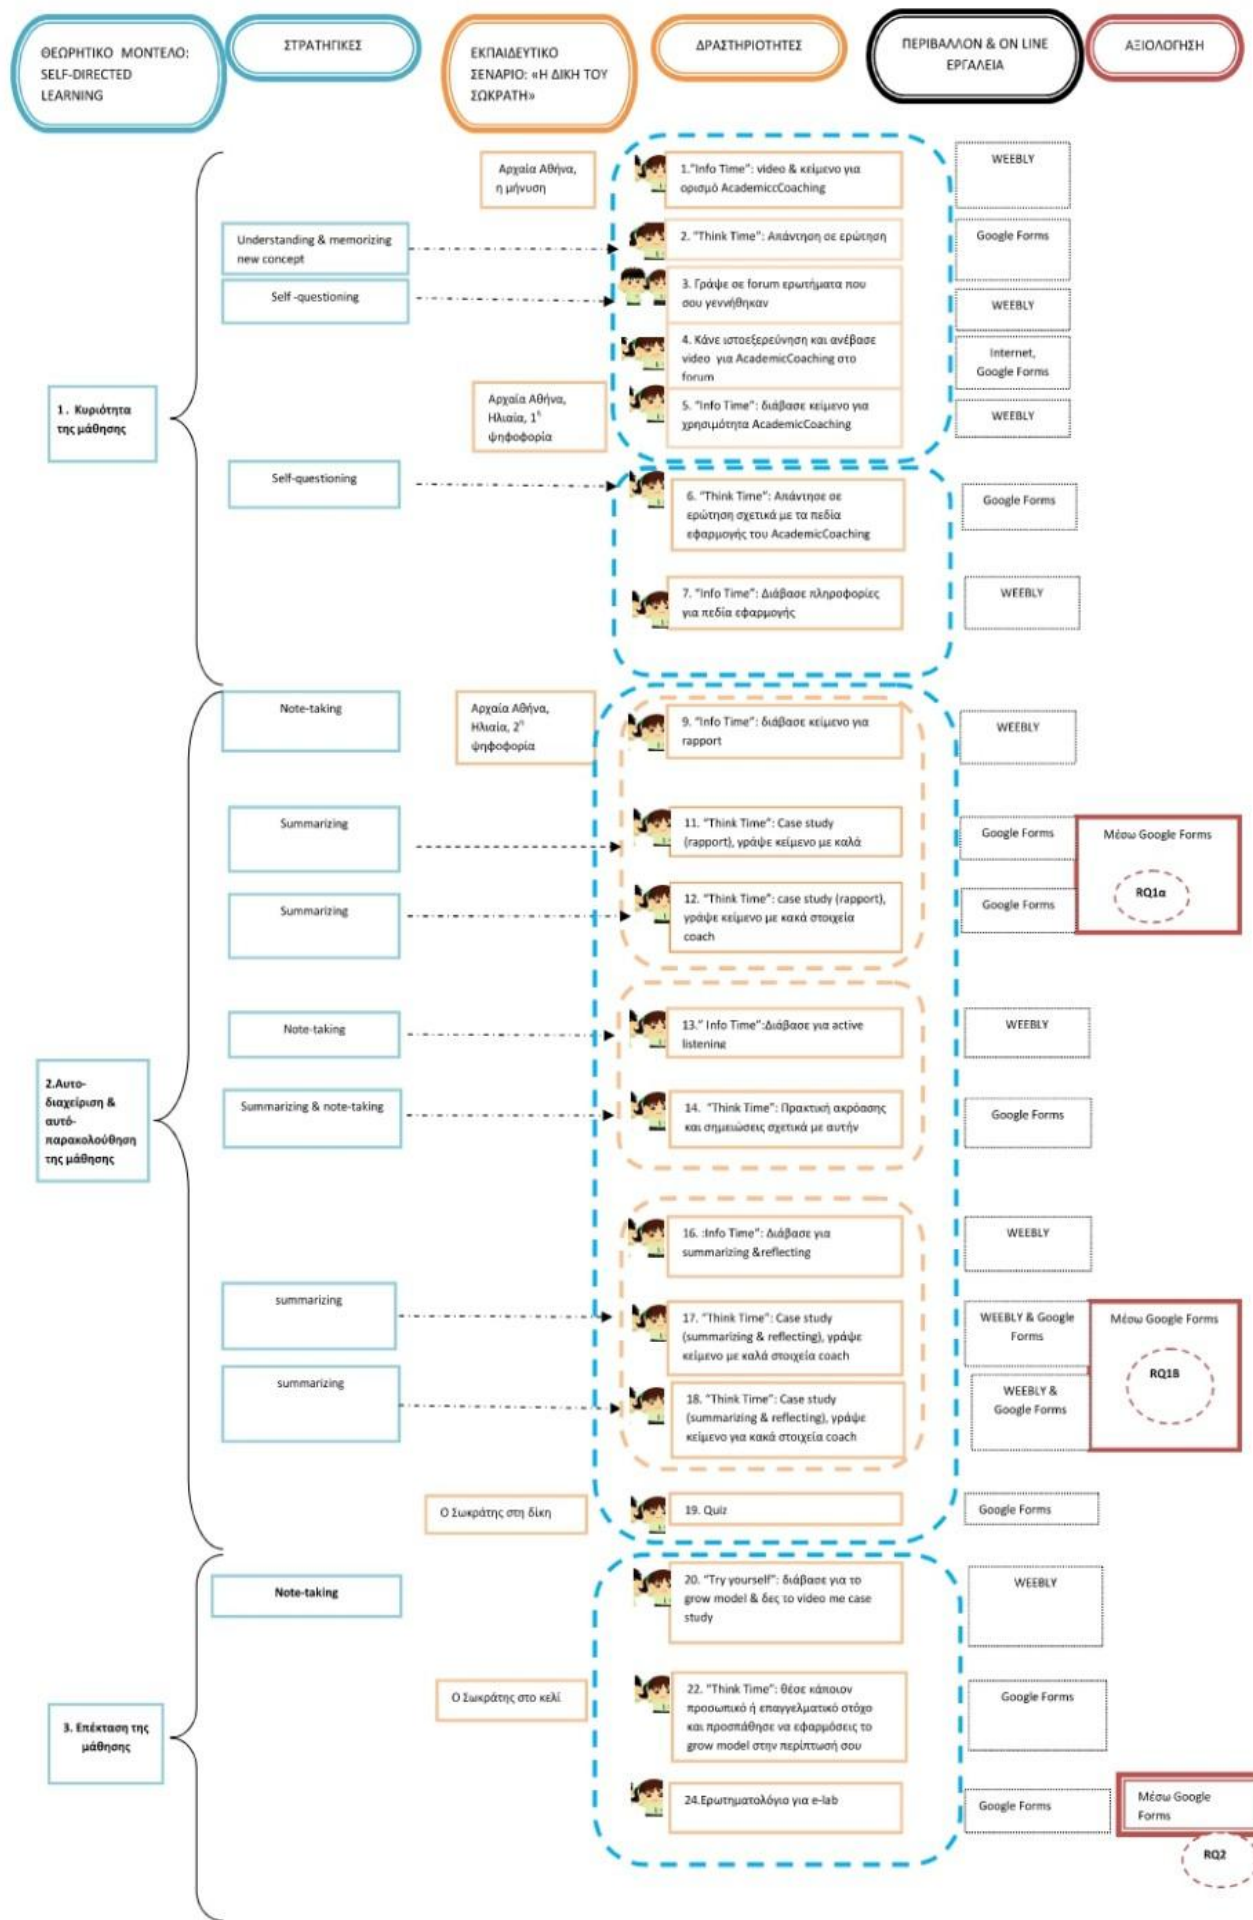 ΘΕΩΡΗΤΙΚΟ ΜΟΝΤΕΛΟ:
SELF-DIRECTED
LEARNING
ΣΤΡΑΤΗΓΙΚΕΣ
ΕΚΠΑΙΔΕΥΤΙΚΟ
ΣΕΝΑΡΙΟ: «Η ΔΙΚΗ ΤΟΥ
ΣΩΚΡΑΤΗ»
ΔΡΑΣΤΗΡΙΟΤΗΤΕΣ
ΠΕΡΙΒΑΛΛΟΝ & ON LINE
ΕΡΓΑΛΕΙΑ
ΑΞΙΟΛΟΓΗΣΗ
Αρχαία Αθήνα,
η μήνυση
1."Info Time": video & κείμενο για
ορισμό AcademiccCoaching
WEEBLY
Understanding & memorizing
new concept
2. "Think Time": Απάντηση σε ερώτηση
Google Forms
Self -questioning
3. Γράψε σε forum ερωτήματα που
σου γεννήθηκαν
WEEBLY
4. Κάνε ιστοεξερεύνηση και ανέβασε
video για AcademicCoaching στο
forum
Internet,
Google Forms
1. Κυριότητα
της μάθησης
Αρχαία Αθήνα,
Ηλιαία, 1η
ψηφοφορία
5. "Info Time": διάβασε κείμενο για
χρησιμότητα AcademicCoaching
WEEBLY
Self-questioning
6. "Think Time": Απάντησε σε
ερώτηση σχετικά με τα πεδία
εφαρμογής του AcademicCoaching
Google Forms
7. "Info Time": Διάβασε πληροφορίες
για πεδία εφαρμογής
WEEBLY
Note-taking
Αρχαία Αθήνα,
Ηλιαία, 2η
ψηφοφορία
9. "Info Time": διάβασε κείμενο για
rapport
WEEBLY
Summarizing
11. "Think Time": Case study
(rapport), γράψε κείμενο με καλά
Google Forms
Μέσω Google Forms
RQ1α
Summarizing
12. "Think Time": case study (rapport),
γράψε κείμενο με κακά στοιχεία
coach
Google Forms
Note-taking
13." Info Time":Διάβασε για active
listening
WEEBLY
2.Αυτο-
διαχείριση &
αυτό-
παρακολούθηση
της μάθησης
Summarizing & note-taking
14. "Think Time": Πρακτική ακρόασης
και σημειώσεις σχετικά με αυτήν
Google Forms
16. :Info Time": Διάβασε για
summarizing &reflecting
WEEBLY
summarizing
17. "Think Time": Case study
(summarizing & reflecting), γράψε
κείμενο με καλά στοιχεία coach
WEEBLY & Google
Forms
Μέσω Google Forms
RQ1B
summarizing
18. "Think Time": Case study
(summarizing & reflecting), γράψε
κείμενο για κακά στοιχεία coach
WEEBLY &
Google Forms
Ο Σωκράτης στη δίκη
19. Quiz
Google Forms
Note-taking
20. "Try yourself": διάβασε για το
grow model & δες το video me case
study
WEEBLY
3. Επέκταση της
μάθησης
Ο Σωκράτης στο κελί
22. "Think Time": θέσε κάποιον
προσωπικό ή επαγγελματικό στόχο
και προσπάθησε να εφαρμόσεις το
grow model στην περίπτωσή σου
Google Forms
24.Ερωτηματολόγιο για e-lab
Google Forms
Μέσω Google
Forms
RQ2